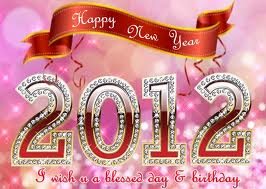 Happy New Year
2012
I wish u a blessed day & birthday